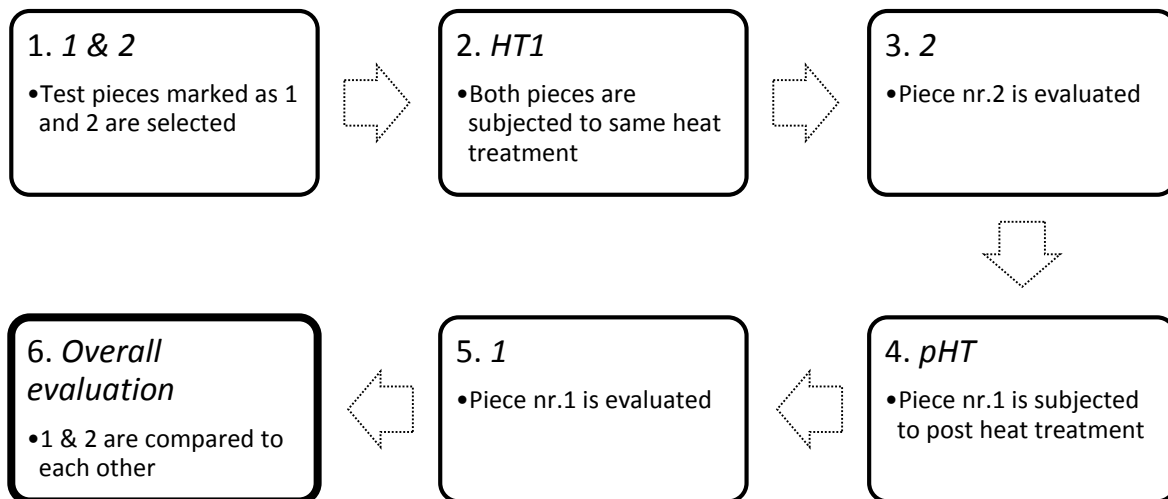 1. 1 & 2
•Test pieces marked as 1
and 2 are selected
2. HT1
•Both pieces are
subjected to same heat
treatment
3. 2
•Piece nr.2 is evaluated
4. pHT
•Piece nr.1 is subjected
to post heat treatment
5. 1
•Piece nr.1 is evaluated
6. Overall
evaluation
•1 & 2 are compared to
each other